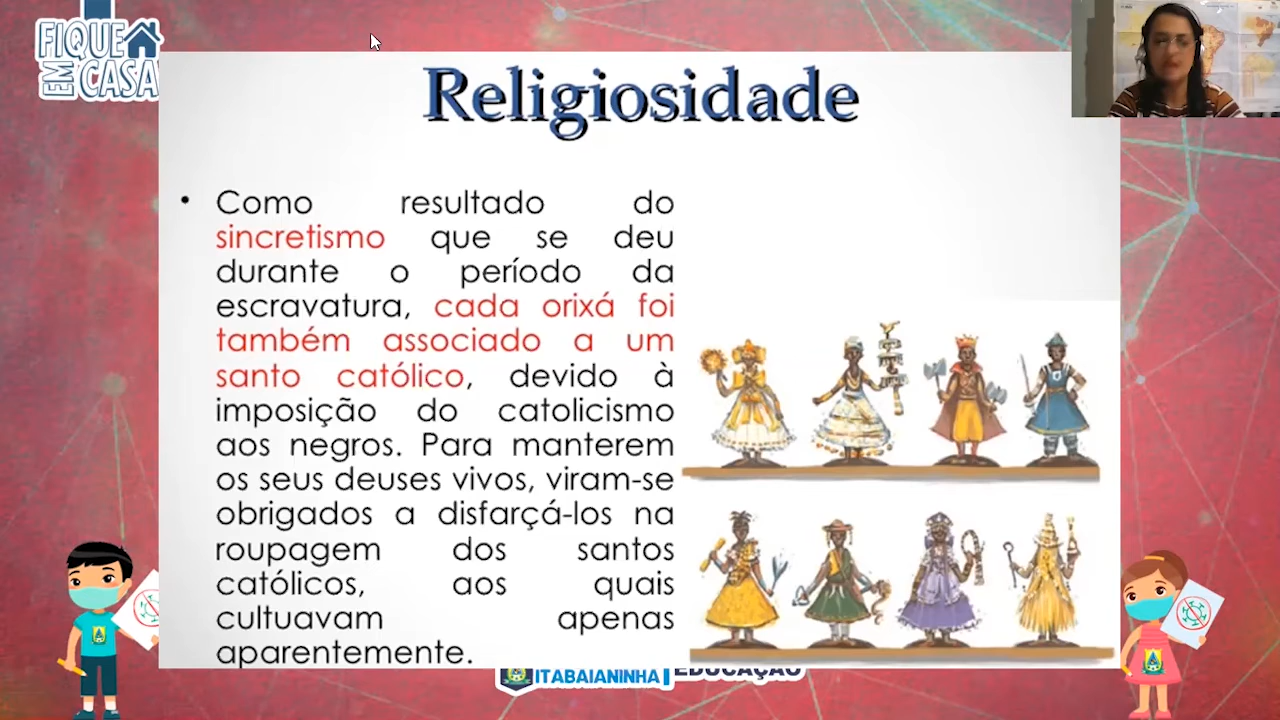 FIQUE
EM CASA
Religiosidade
• Como resultado do
sincretismo que se deu
durante o período da
escravatura, cada orixá foi
também associado a um
santo católico, devido à
imposição do catolicismo
aos negros. Para manterem
os seus deuses vivos, viram-se
obrigados a disfarçá-los na
roupagem dos santos
católicos, aos quais
cultuavam apenas
aparentemente.
ITABAIANINHA EDUCAÇÃO